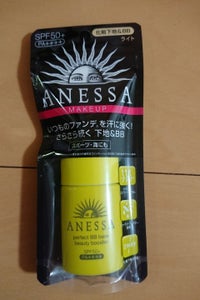 SPF50+
PA++++
化粧下地&BB
ライト
ANESSA
MAKEUP
いつものファンデ、を汗に強く!
さらさら続く 下地&BB
スポーツ・海にも
ANESSA
perfect BB base
beauty booster
SPF50+
PA++++